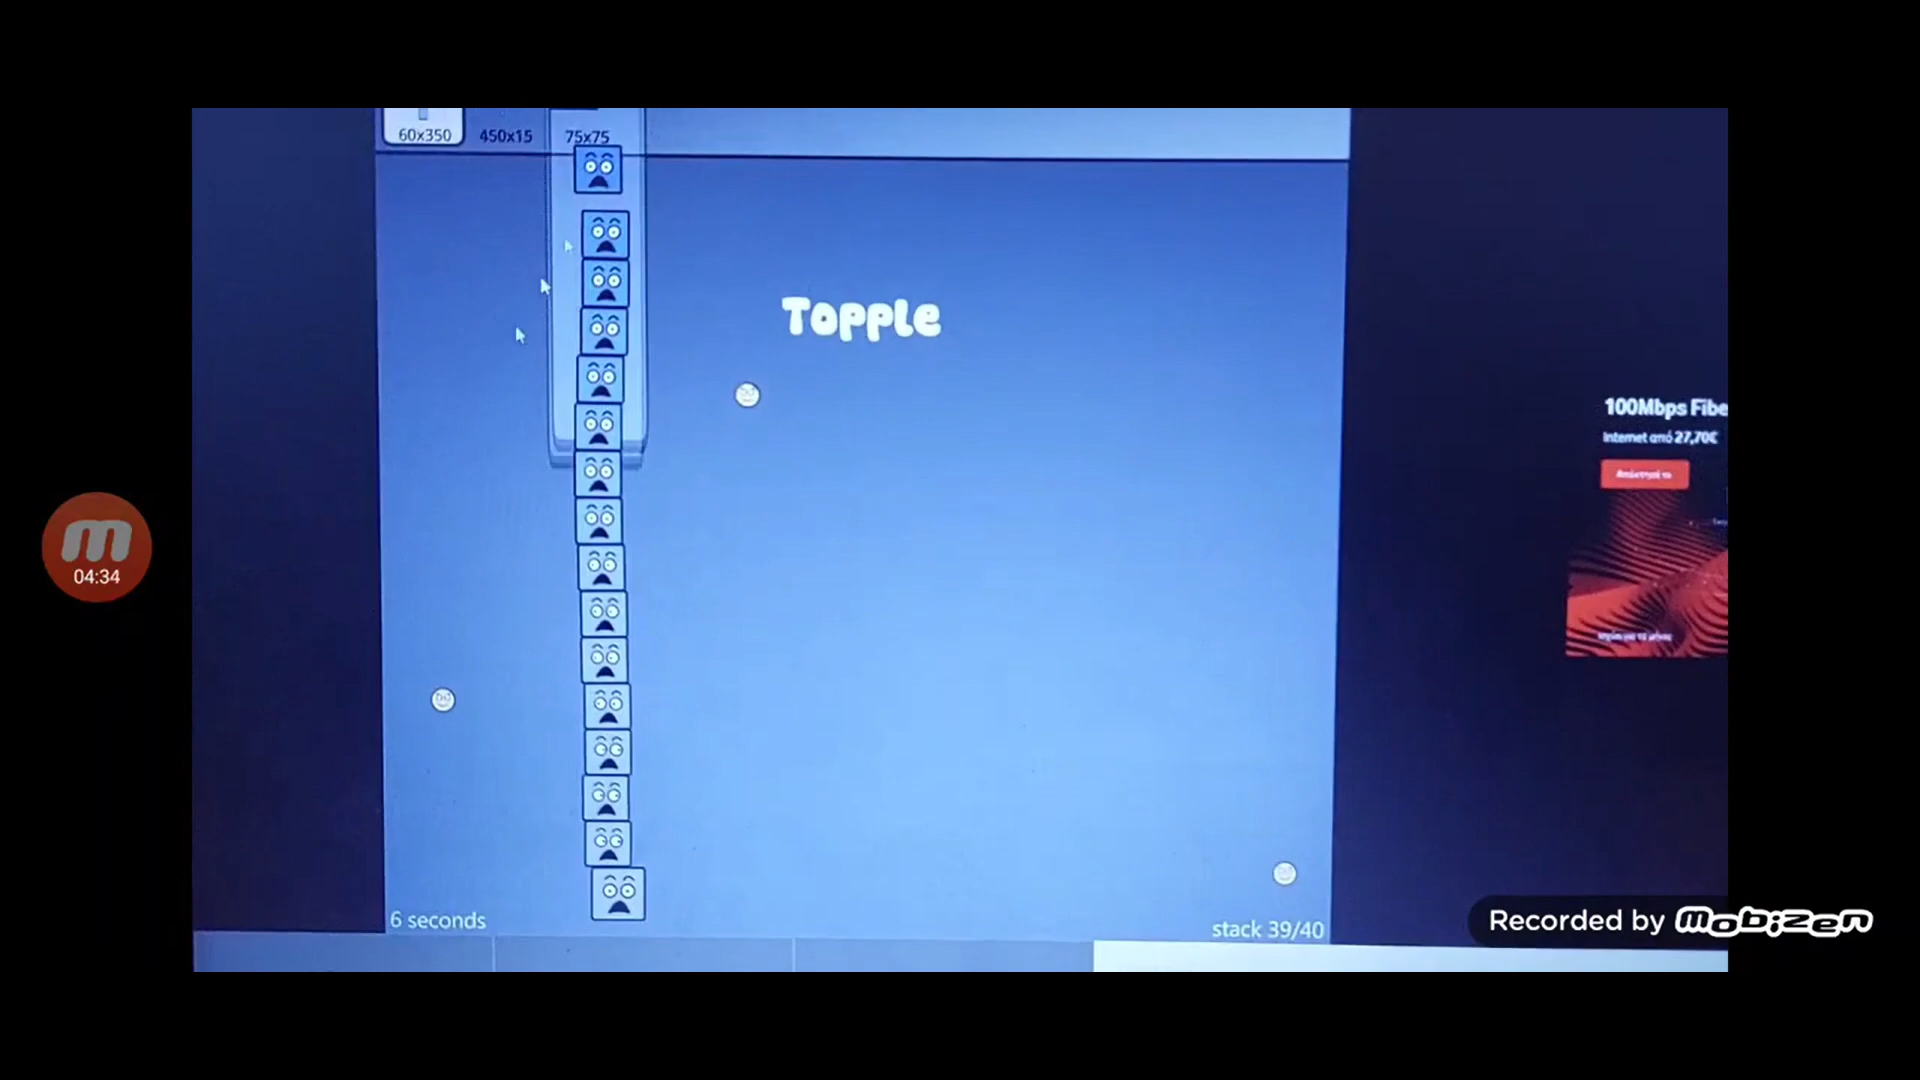 60x350 450x15 75x75
Topple
100Mbps Fibe
Internet από 27,70€
04:34
6 seconds
stack 39/40
Recorded by mobizen